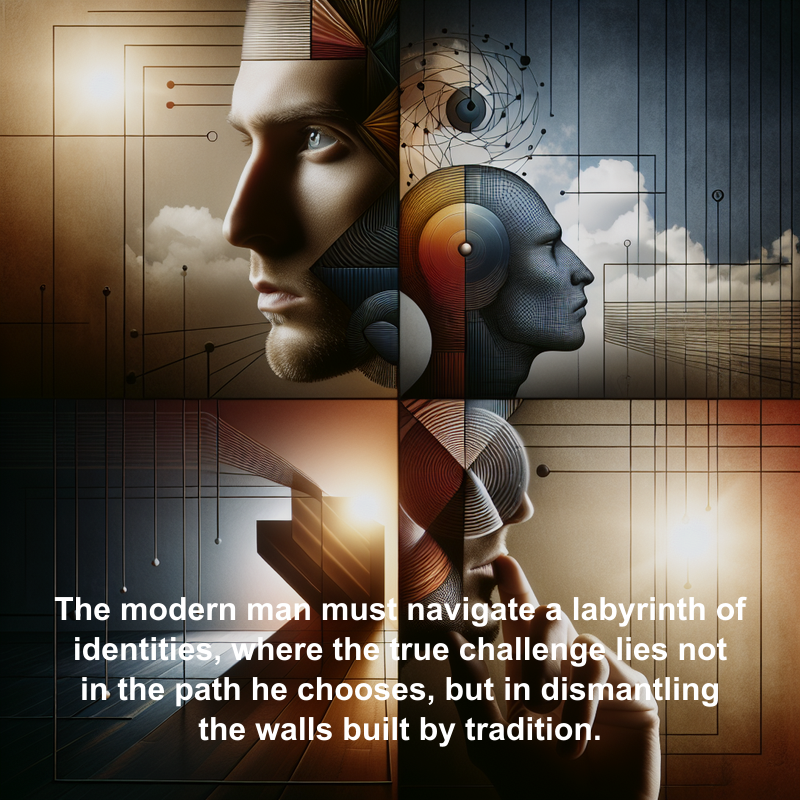 The modern man must navigate a labyrinth of
identities, where the true challenge lies not
in the path he chooses, but in dismantling
the walls built by tradition.